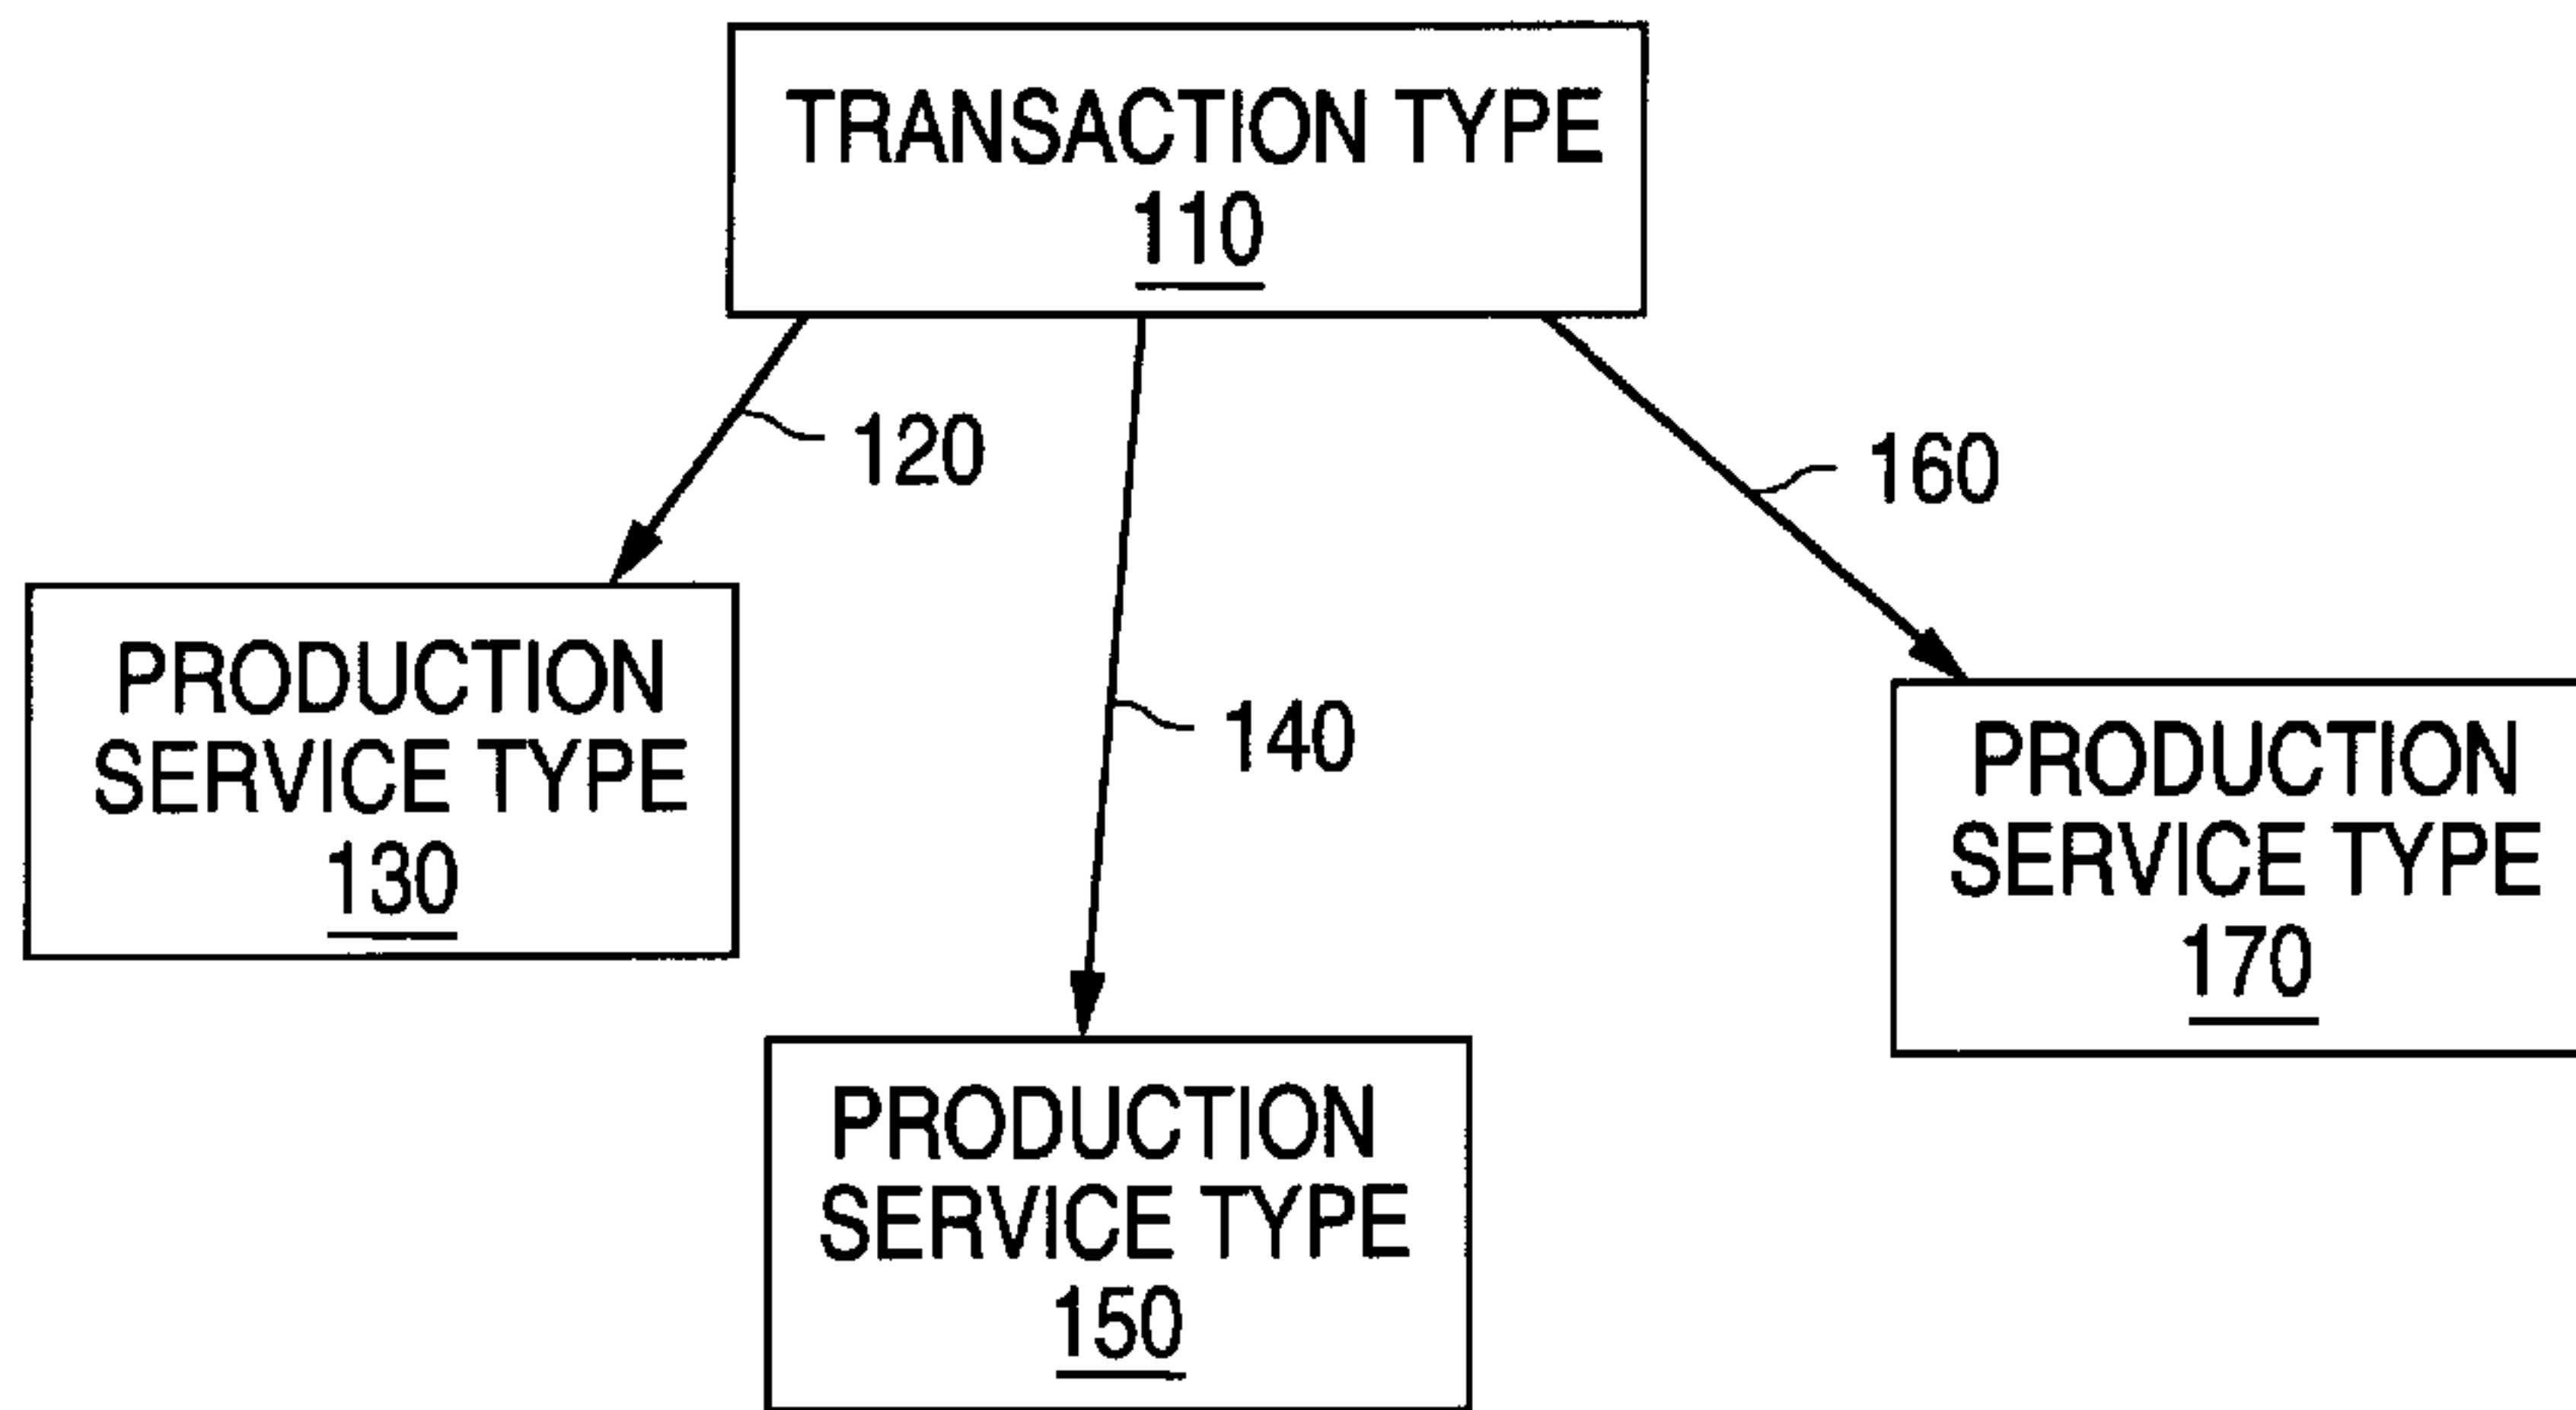 TRANSACTION TYPE
110
120
160
PRODUCTION
SERVICE TYPE
130
140
PRODUCTION
SERVICE TYPE
170
PRODUCTION
SERVICE TYPE
150